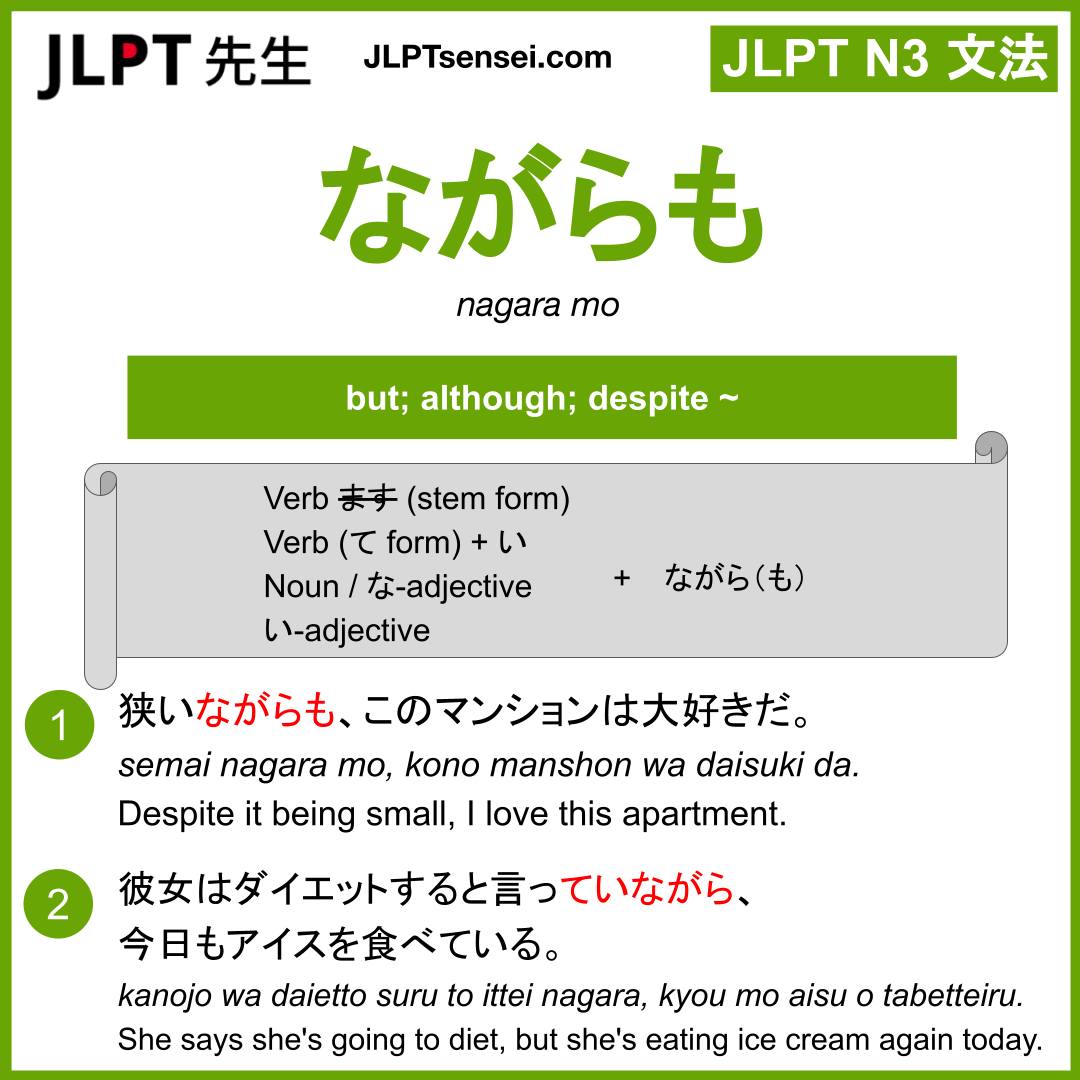 JLPT 先生 JLPTsensei.com JLPT N3 文法
ながらも
nagara mo
but; although; despite ~
Verb ます (stem form)
Verb (て form) + い
Noun / な-adjective
+ ながら(も)
い-adjective
1 狭いながらも、このマンションは大好きだ。
semai nagara mo, kono manshon wa daisuki da.
Despite it being small, I love this apartment.
2 彼女はダイエットすると言っていながら、
今日もアイスを食べている。
kanojo wa daietto suru to ittei nagara, kyou mo aisu o tabetteiru.
She says she's going to diet, but she's eating ice cream again today.